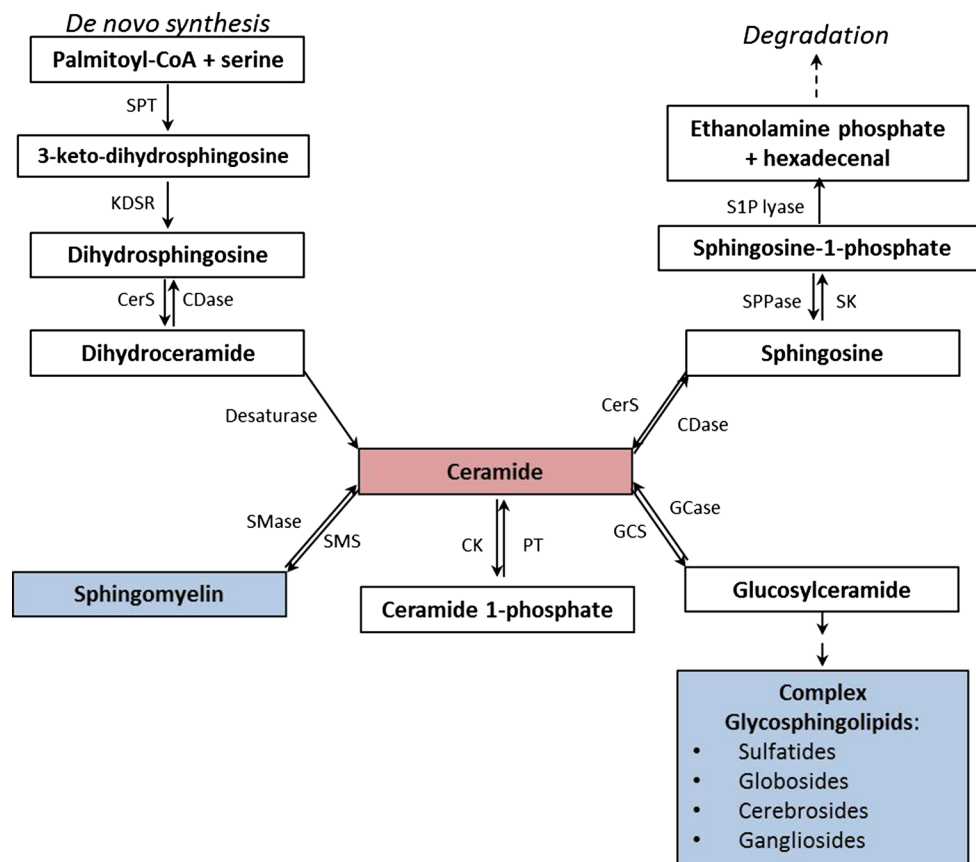 De novo synthesis
Palmitoyl-CoA + serine
SPT
3-keto-dihydrosphingosine
KDSR
Dihydrosphingosine
CerS
CDase
Dihydroceramide
Desaturase
Degradation
Ethanolamine phosphate
+ hexadecenal
S1P lyase
Sphingosine-1-phosphate
SPPase
SK
Sphingosine
CerS
CDase
Ceramide
SMase
SMS
CK
PT
GCase
GCS
Sphingomyelin
Ceramide 1-phosphate
Glucosylceramide
Complex
Glycosphingolipids:
• Sulfatides
• Globosides
• Cerebrosides
• Gangliosides